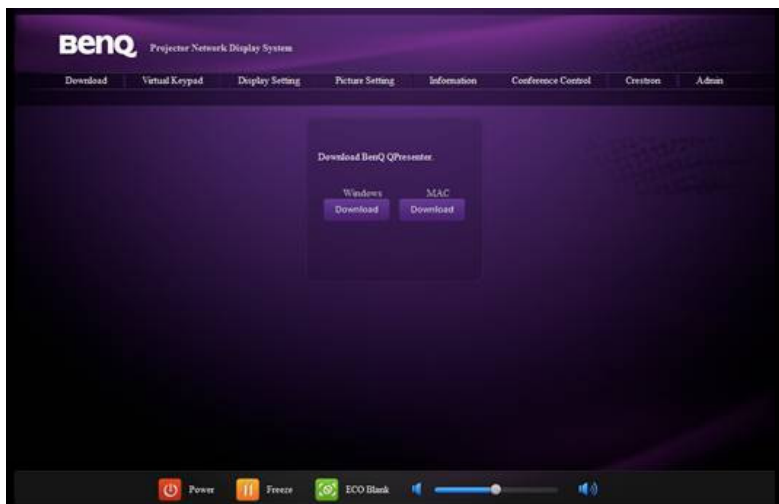 BenQ Projector Network Display System
Download Virtual Keypad Display Setting Picture Setting Information Conference Control Crestron Admin
Download BenQ QPresenter.
Windows MAC
Download Download
Power Freeze ECO Blank